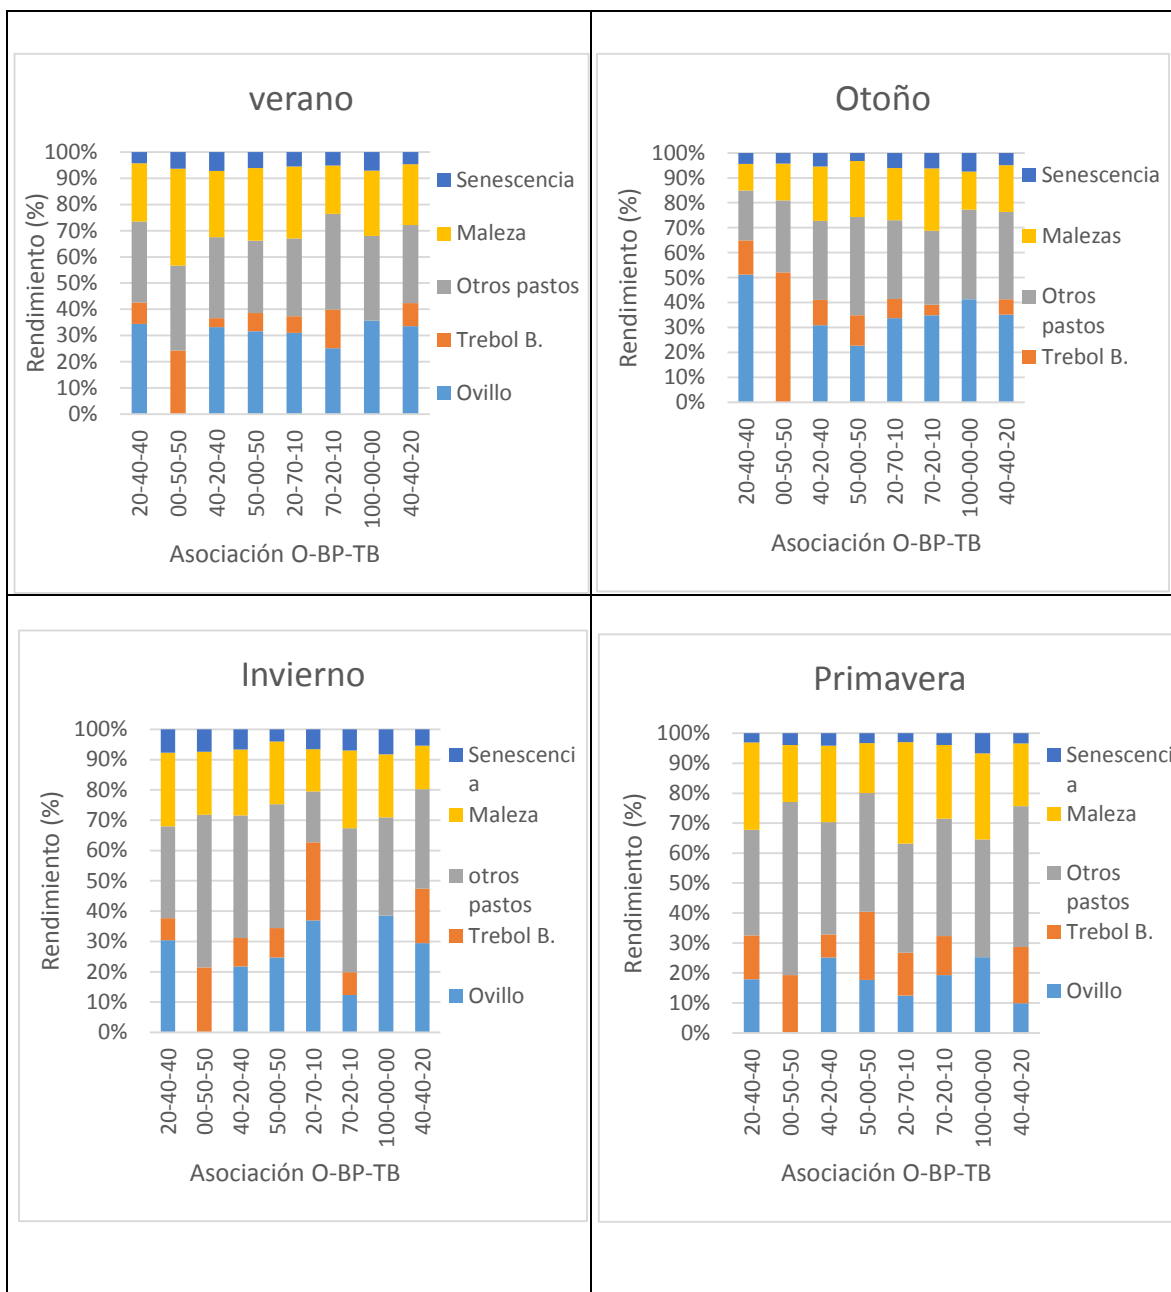 verano
Rendimiento (%)
100%
90%
80%
70%
60%
50%
40%
30%
20%
10%
0%
20-40-40
00-50-50
40-20-40
50-00-50
20-70-10
70-20-10
100-00-00
40-40-20
Asociación O-BP-TB
Senescencia
Maleza
Otros pastos
Trebol B.
Ovillo
Otoño
Rendimiento (%)
100%
90%
80%
70%
60%
50%
40%
30%
20%
10%
0%
20-40-40
00-50-50
40-20-40
50-00-50
20-70-10
70-20-10
100-00-00
40-40-20
Asociación O-BP-TB
Senescencia
Malezas
Otros
pastos
Trebol B.
Invierno
Rendimiento (%)
100%
90%
80%
70%
60%
50%
40%
30%
20%
10%
0%
20-40-40
00-50-50
40-20-40
50-00-50
20-70-10
70-20-10
100-00-00
40-40-20
Asociación O-BP-TB
Senescenci
a
Maleza
otros
pastos
Trebol B.
Ovillo
Primavera
Rendimiento (%)
100%
90%
80%
70%
60%
50%
40%
30%
20%
10%
0%
20-40-40
00-50-50
40-20-40
50-00-50
20-70-10
70-20-10
100-00-00
40-40-20
Asociación O-BP-TB
Senescenci
a
Maleza
Otros
pastos
Trebol B.
Ovillo